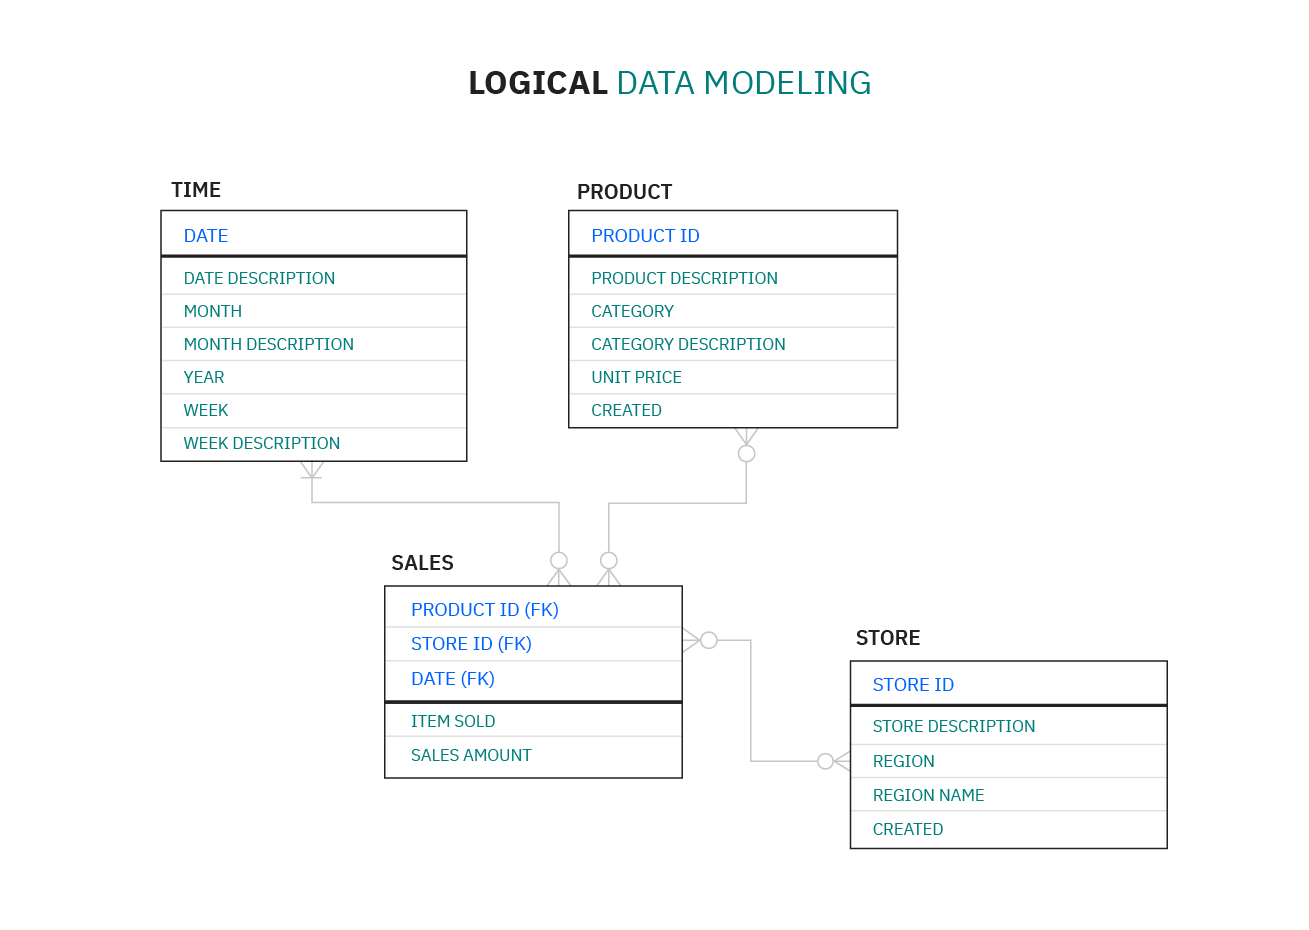 LOGICAL DATA MODELING
TIME
DATE
DATE DESCRIPTION
MONTH
MONTH DESCRIPTION
YEAR
WEEK
WEEK DESCRIPTION
PRODUCT
PRODUCT ID
PRODUCT DESCRIPTION
CATEGORY
CATEGORY DESCRIPTION
UNIT PRICE
CREATED
SALES
PRODUCT ID (FK)
STORE ID (FK)
DATE (FK)
ITEM SOLD
SALES AMOUNT
STORE
STORE ID
STORE DESCRIPTION
REGION
REGION NAME
CREATED